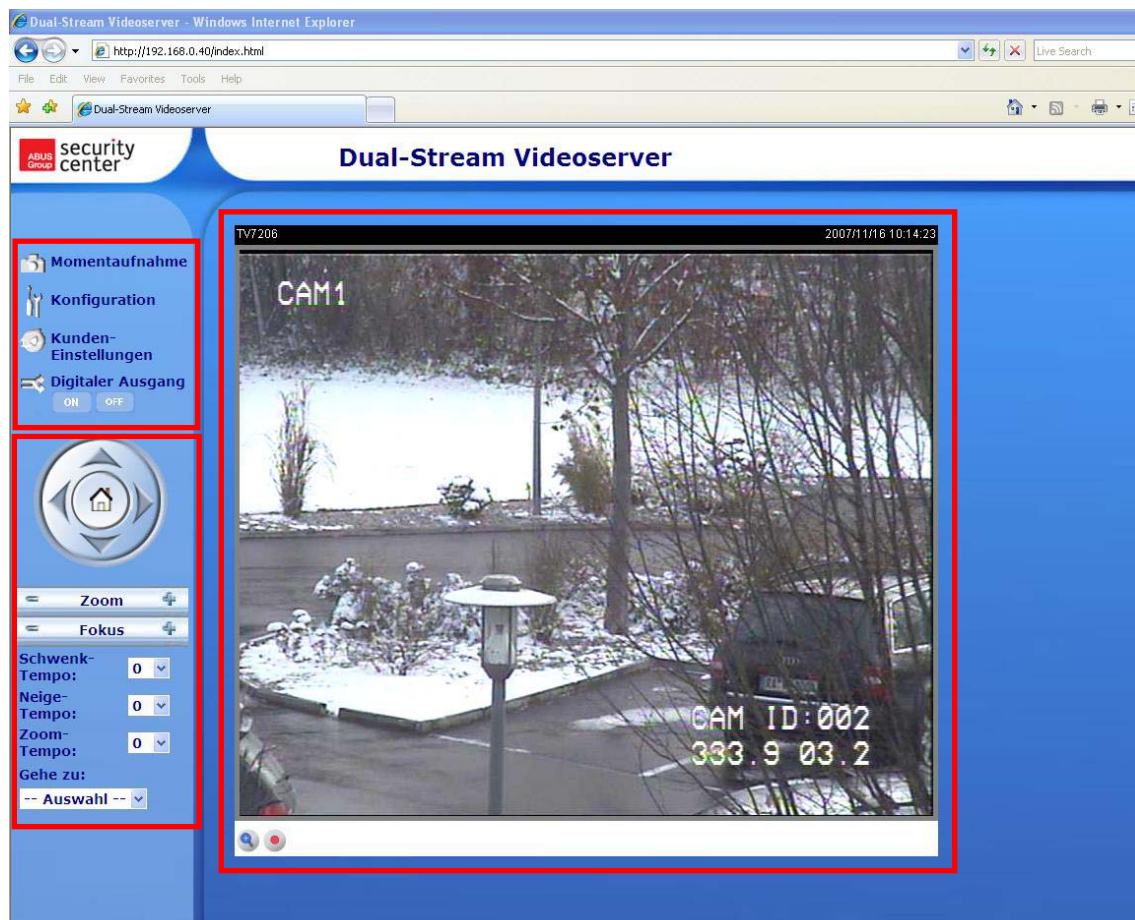 Dual-Stream Videoserver - Windows Internet Explorer
http://192.168.0.40/index.html
Live Search
File Edit View Favorites Tools Help
Dual-Stream Videoserver
ABUS Group security center
Dual-Stream Videoserver
Momentaufnahme
Konfiguration
Kunden-
Einstellungen
Digitaler Ausgang
ON OFF
Zoom
Fokus
Schwenk-
Tempo: 0
Neige-
Tempo: 0
Zoom-
Tempo: 0
Gehe zu:
-- Auswahl --
TV7206 2007/11/16 10:14:23
CAM1
CAM ID:002
333.9 03.2